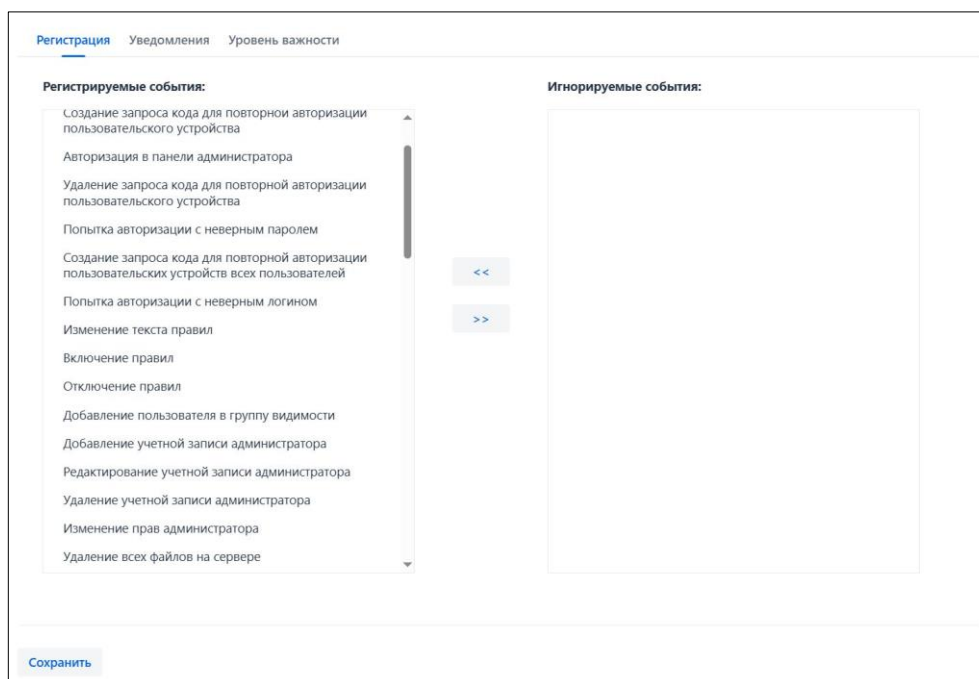 Регистрация Уведомления Уровень важности
Регистрируемые события:
Игнорируемые события:
Создание запроса кода для повторной авторизации
пользовательского устройства
Авторизация в панели администратора
Удаление запроса кода для повторной авторизации
пользовательского устройства
Попытка авторизации с неверным паролем
Создание запроса кода для повторной авторизации
пользовательских устройств всех пользователей
Попытка авторизации с неверным логином
Изменение текста правил
Включение правил
Отключение правил
Добавление пользователя в группу видимости
Добавление учетной записи администратора
Редактирование учетной записи администратора
Удаление учетной записи администратора
Изменение прав администратора
Удаление всех файлов на сервере
<<
>>
Сохранить